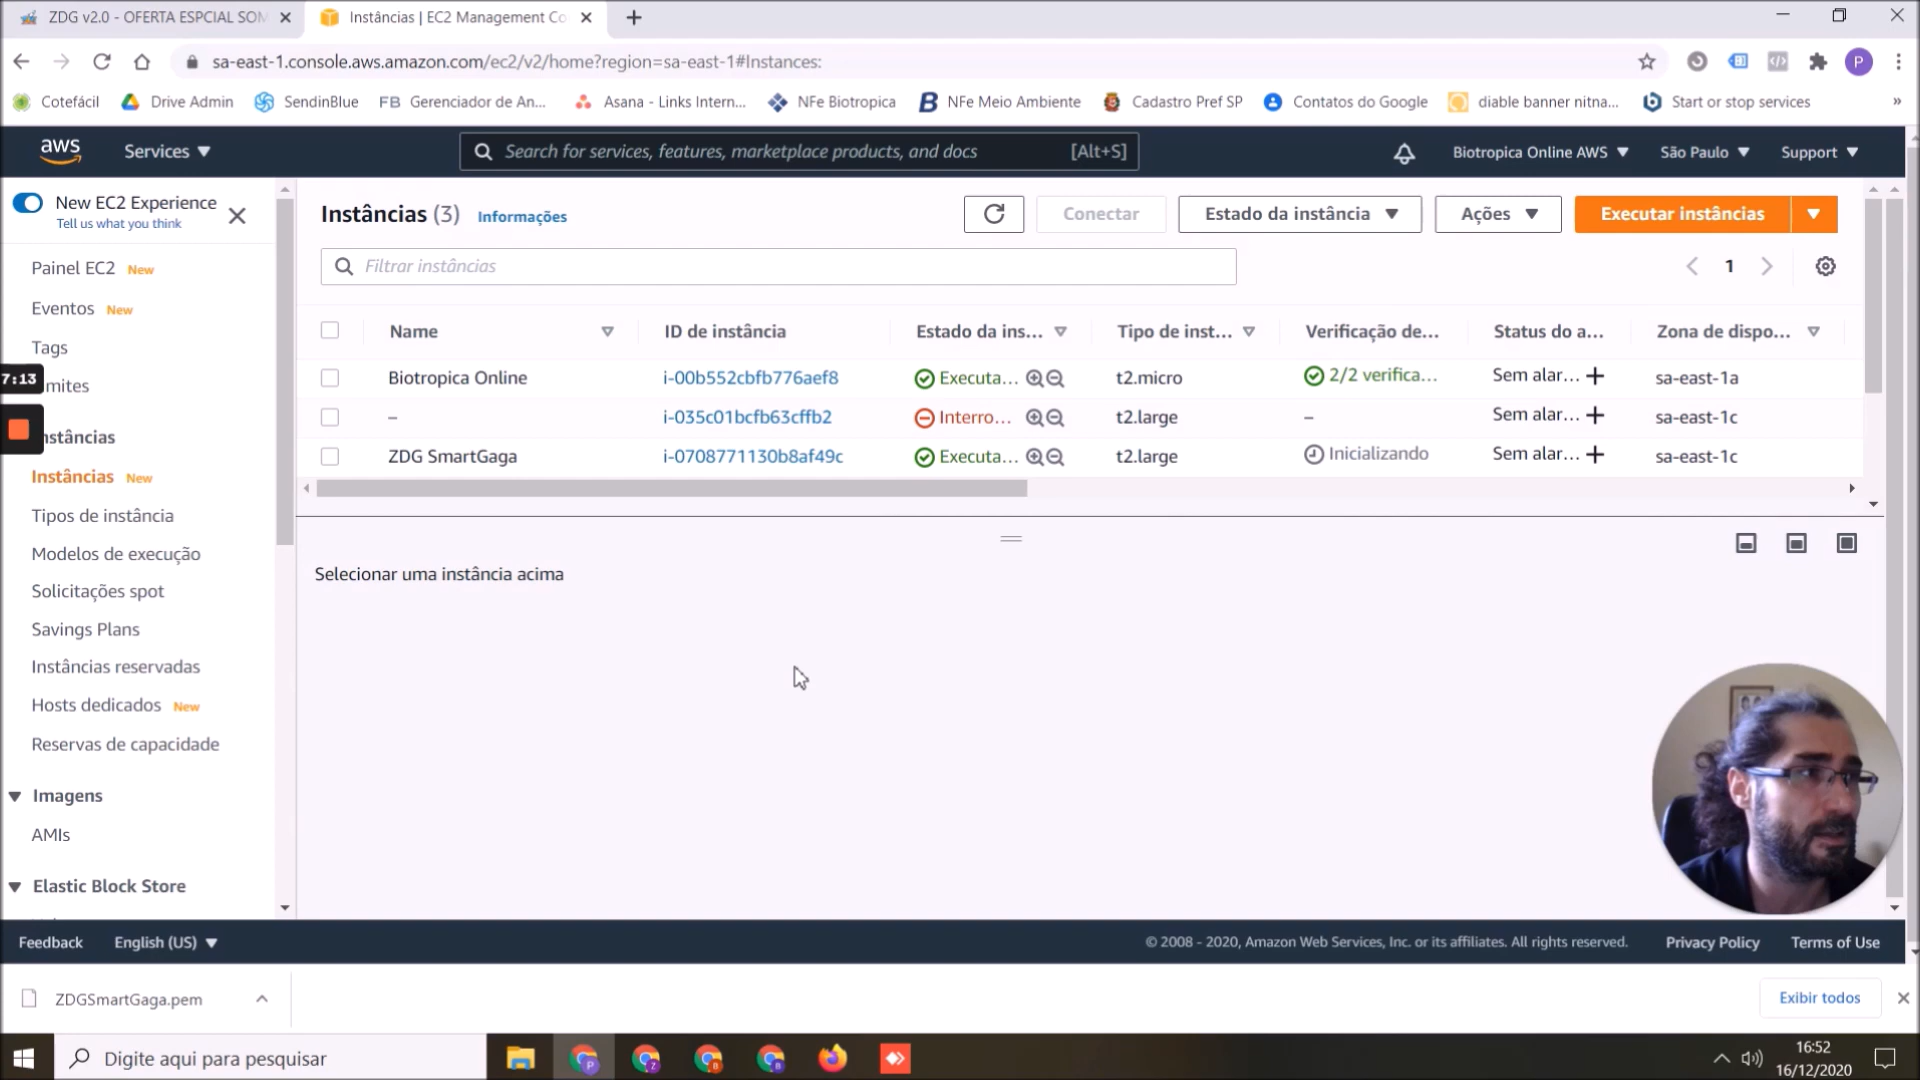 ZDG v2.0 - OFERTA ESPCIAL SOM
Instâncias | EC2 Management Co
sa-east-1.console.aws.amazon.com/ec2/v2/home?region=sa-east-1#Instances:
P
Cotefácil
Drive Admin
SendinBlue
FB Gerenciador de An...
Asana - Links Intern...
NFe Biotropica
B NFe Meio Ambiente
Cadastro Pref SP
Contatos do Google
diable banner nitna...
Start or stop services
»
aws
Services
Search for services, features, marketplace products, and docs [Alt+S]
Biotropica Online AWS
São Paulo
Support
New EC2 Experience
Tell us what you think
Painel EC2 New
Eventos New
Tags
mites
7:13
nstâncias
Instâncias New
Tipos de instância
Modelos de execução
Solicitações spot
Savings Plans
Instâncias reservadas
Hosts dedicados New
Reservas de capacidade
Imagens
AMIs
Elastic Block Store
Instâncias (3) Informações
Conectar
Estado da instância
Ações
Executar instâncias
Filtrar instâncias
1
Name ID de instância Estado da ins... Tipo de inst... Verificação de... Status do a... Zona de dispo...
Biotropica Online i-00b552cbfb776aef8 Executa... t2.micro 2/2 verifica... Sem alar... + sa-east-1a
– i-035c01bcfb63cffb2 Interro... t2.large – Sem alar... + sa-east-1c
ZDG SmartGaga i-0708771130b8af49c Executa... t2.large Inicializando Sem alar... + sa-east-1c
Selecionar uma instância acima
Feedback
English (US)
© 2008 - 2020, Amazon Web Services, Inc. or its affiliates. All rights reserved.
Privacy Policy
Terms of Use
ZDGSmartGaga.pem
Exibir todos
Digite aqui para pesquisar
16:52
16/12/2020